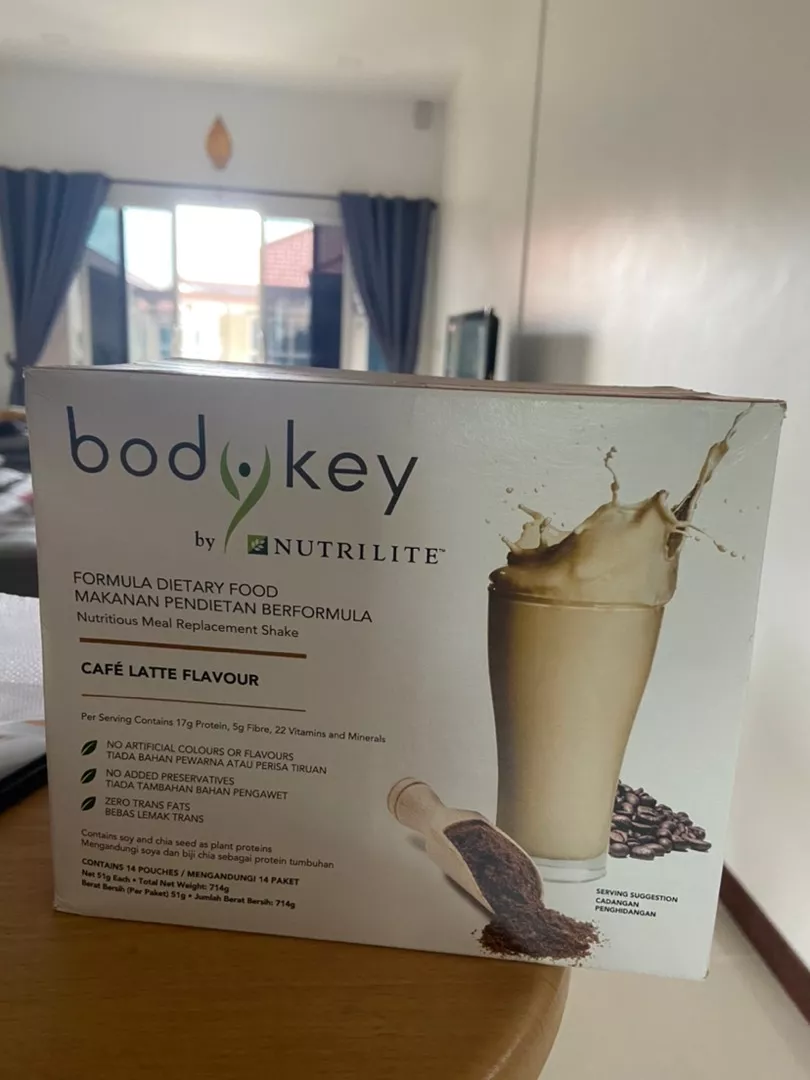 bodykey
by NUTRILITE™
FORMULA DIETARY FOOD
MAKANAN PENDIETAN BERFORMULA
Nutritious Meal Replacement Shake
CAFÉ LATTE FLAVOUR
Per Serving Contains 17g Protein, 5g Fibre, 22 Vitamins and Minerals
NO ARTIFICIAL COLOURS OR FLAVOURS
TIADA BAHAN PEWARNA ATAU PERISA TIRUAN
NO ADDED PRESERVATIVES
TIADA TAMBAHAN BAHAN PENGAWET
ZERO TRANS FATS
BEBAS LEMAK TRANS
Contains soy and chia seed as plant proteins
Mengandungi soya dan biji chia sebagai protein tumbuhan
CONTAINS 14 POUCHES / MENGANDUNGI 14 PAKET
Net 51g Each • Total Net Weight: 714g
Berat Bersih (Per Paket) 51g • Jumlah Berat Bersih: 714g
SERVING SUGGESTION
CADANGAN
PENGHIDANGAN